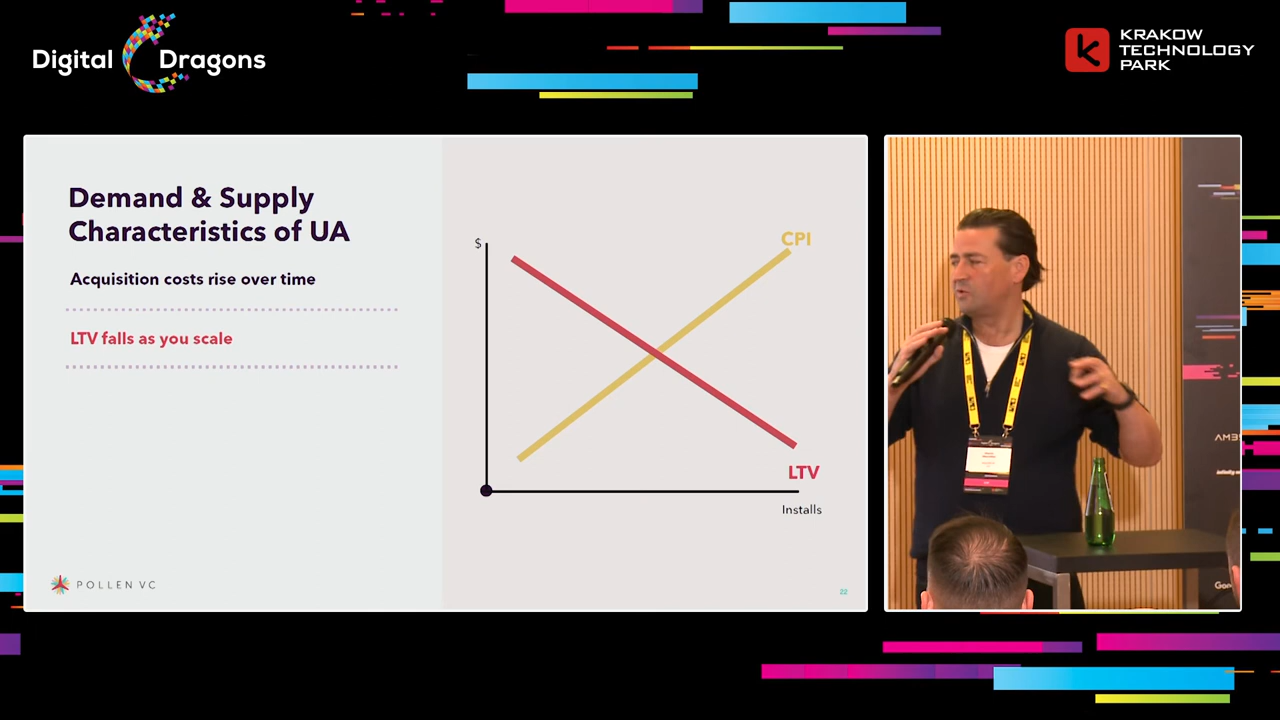 Digital Dragons
KRAKOW
TECHNOLOGY
PARK
Demand & Supply
Characteristics of UA
Acquisition costs rise over time
LTV falls as you scale
$
CPI
LTV
Installs
POLLEN VC
22